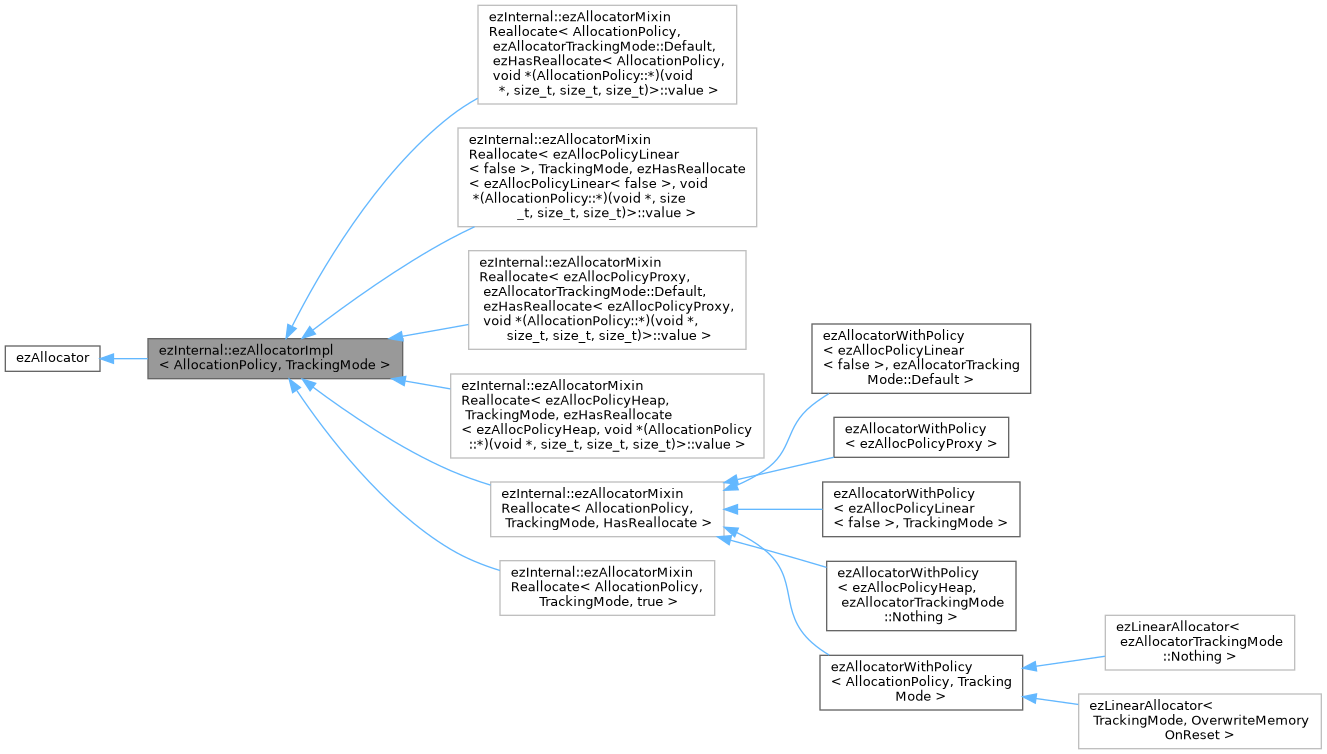 ezInternal::ezAllocatorMixin
Reallocate< AllocationPolicy,
ezAllocatorTrackingMode::Default,
ezHasReallocate< AllocationPolicy,
void *(AllocationPolicy::*)(void
*, size_t, size_t, size_t)>::value >
ezInternal::ezAllocatorMixin
Reallocate< ezAllocPolicyLinear
< false >, TrackingMode, ezHasReallocate
< ezAllocPolicyLinear< false >, void
*(AllocationPolicy::*)(void *, size
_t, size_t, size_t)>::value >
ezInternal::ezAllocatorMixin
Reallocate< ezAllocPolicyProxy,
ezAllocatorTrackingMode::Default,
ezHasReallocate< ezAllocPolicyProxy,
void *(AllocationPolicy::*)(void *,
size_t, size_t, size_t)>::value >
ezAllocator
ezInternal::ezAllocatorImpl
< AllocationPolicy, TrackingMode >
ezInternal::ezAllocatorMixin
Reallocate< ezAllocPolicyHeap,
TrackingMode, ezHasReallocate
< ezAllocPolicyHeap, void *(AllocationPolicy
::*)(void *, size_t, size_t, size_t)>::value >
ezInternal::ezAllocatorMixin
Reallocate< AllocationPolicy,
TrackingMode, HasReallocate >
ezInternal::ezAllocatorMixin
Reallocate< AllocationPolicy,
TrackingMode, true >
ezAllocatorWithPolicy
< ezAllocPolicyLinear
< false >, ezAllocatorTracking
Mode::Default >
ezAllocatorWithPolicy
< ezAllocPolicyProxy >
ezAllocatorWithPolicy
< ezAllocPolicyLinear
< false >, TrackingMode >
ezAllocatorWithPolicy
< ezAllocPolicyHeap,
ezAllocatorTrackingMode
::Nothing >
ezAllocatorWithPolicy
< AllocationPolicy, Tracking
Mode >
ezLinearAllocator<
ezAllocatorTrackingMode
::Nothing >
ezLinearAllocator<
TrackingMode, OverwriteMemory
OnReset >